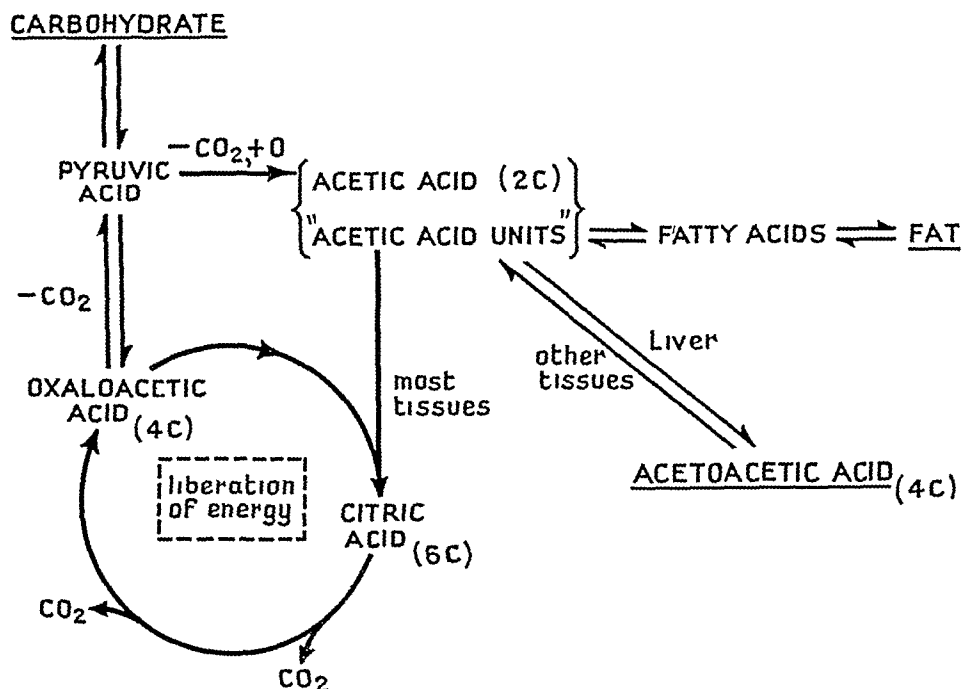 CARBOHYDRATE
−CO₂,+O
PYRUVIC
ACID
ACETIC ACID (2C)
"ACETIC ACID UNITS"
FATTY ACIDS
FAT
−CO₂
Liver
other
tissues
most
tissues
OXALOACETIC
ACID (4C)
ACETOACETIC ACID (4C)
liberation
of energy
CITRIC
ACID (6C)
CO₂
CO₂